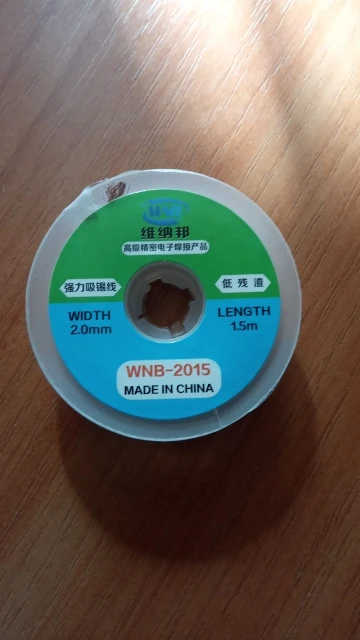 维纳邦
高级精密电子焊接产品
强力吸锡线
低残渣
WIDTH
2.0mm
LENGTH
1.5m
WNB-2015
MADE IN CHINA